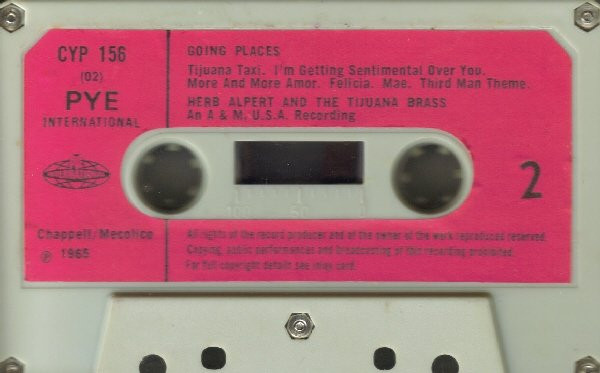 CYP 156
(02)
PYE
INTERNATIONAL
Chappell: Mecolico
℗ 1965
GOING PLACES
Tijuana Taxi. I'm Getting Sentimental Over You.
More And More Amor. Felicia. Mae. Third Man Theme.
HERB ALPERT AND THE TIJUANA BRASS
An A & M. U.S.A. Recording
2
All rights of the record producer and of the owner of the work reproduced reserved.
Copying, public performances and broadcasting of this recording prohibited.
For full copyright details see inlay card.